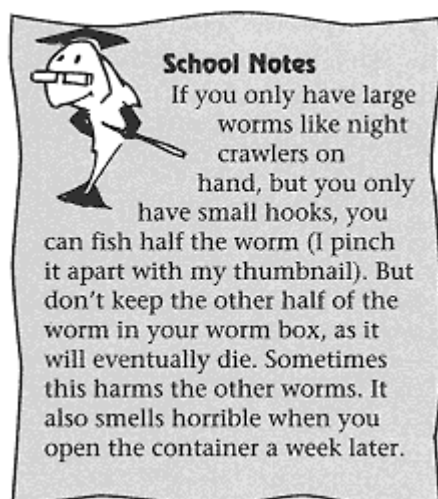 School Notes
If you only have large
worms like night
crawlers on
hand, but you only
have small hooks, you
can fish half the worm (I pinch
it apart with my thumbnail). But
don't keep the other half of the
worm in your worm box, as it
will eventually die. Sometimes
this harms the other worms. It
also smells horrible when you
open the container a week later.